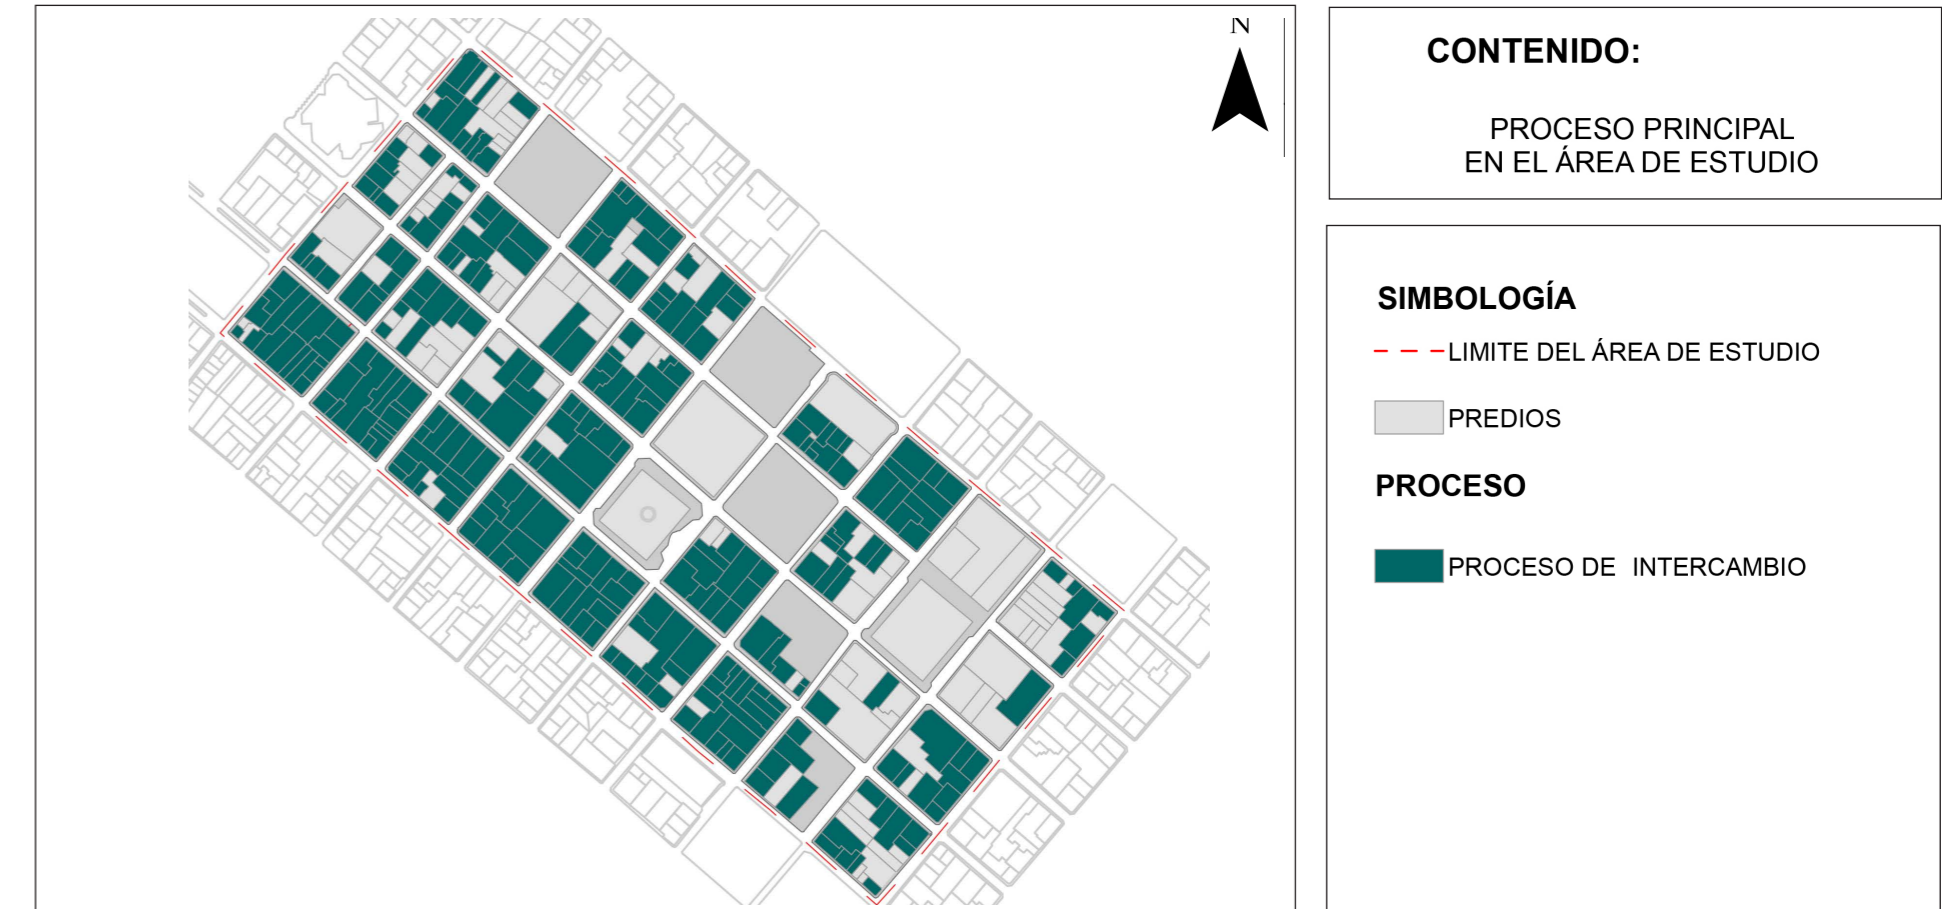 N
CONTENIDO:
PROCESO PRINCIPAL
EN EL ÁREA DE ESTUDIO
SIMBOLOGÍA
LIMITE DEL ÁREA DE ESTUDIO
PREDIOS
PROCESO
PROCESO DE INTERCAMBIO